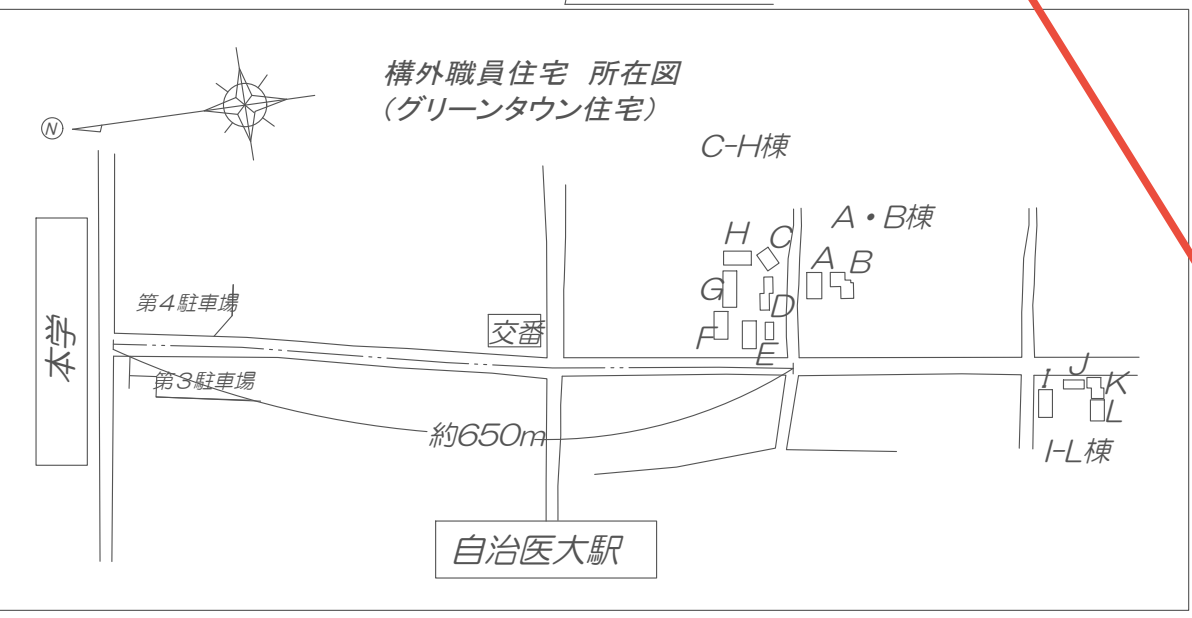 構外職員住宅 所在図
(グリーンタウン住宅)
N
C-H棟
A・B棟
H
C
A
B
G
D
第4駐車場
F
交番
E
本学
第3駐車場
I
J
K
L
約650m
I-L棟
自治医大駅